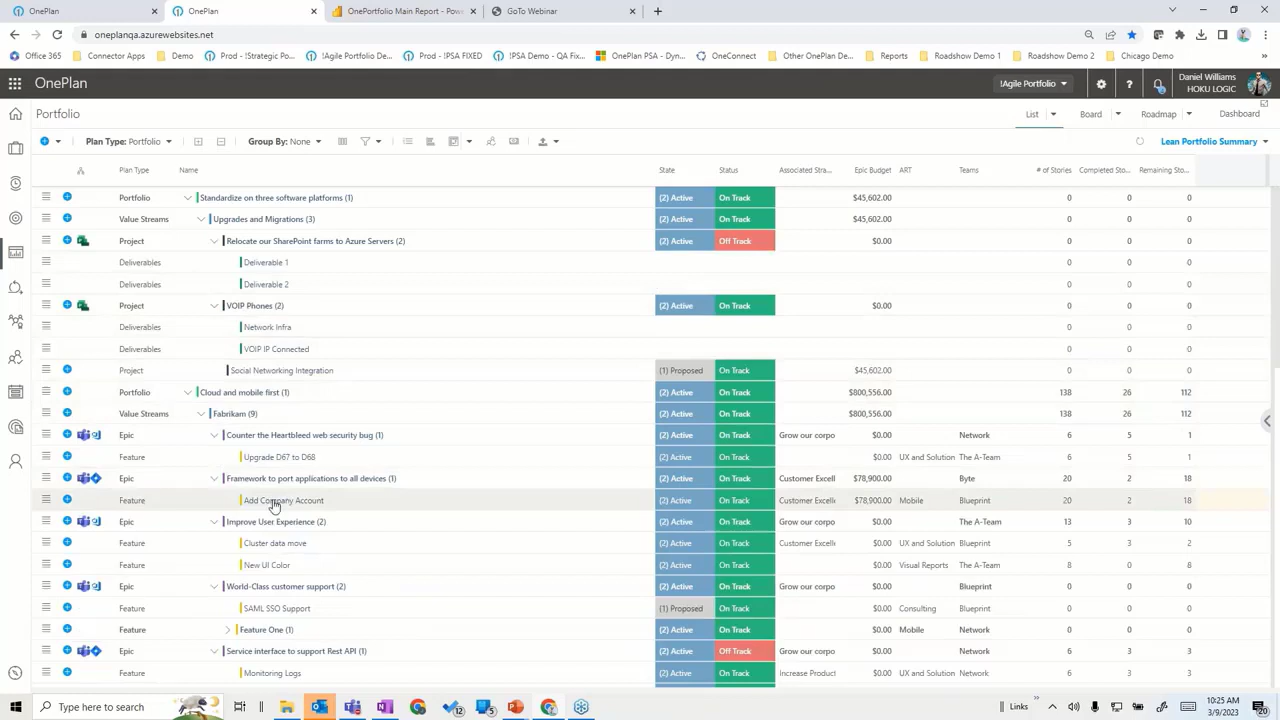 OnePlan
OnePlan
OnePortfolio Main Report - Pow
GoTo Webinar
oneplanqa.azurewebsites.net
Office 365 Connector Apps Demo Prod - !Strategic Po !Agile Portfolio De Prod - !PSA FIXED !PSA Demo - QA Fix OnePlan PSA - Dyn OneConnect Other OnePlan De Reports Roadshow Demo 1 Roadshow Demo 2 Chicago Demo
OnePlan
!Agile Portfolio
Daniel Williams
HOKU LOGIC
Portfolio
List Board Roadmap Dashboard
Plan Type: Portfolio Group By: None Lean Portfolio Summary
Plan Type Name State Status Associated Stra... Epic Budget ART Teams # of Stories Completed Sto... Remaining Sto...
Portfolio Standardize on three software platforms (1) (2) Active On Track $45,602.00 0 0 0
Value Streams Upgrades and Migrations (3) (2) Active On Track $45,602.00 0 0 0
Project Relocate our SharePoint farms to Azure Servers (2) (2) Active Off Track $0.00 0 0 0
Deliverables Deliverable 1 0 0 0
Deliverables Deliverable 2 0 0 0
Project VOIP Phones (2) (2) Active On Track $0.00 0 0 0
Deliverables Network Infra 0 0 0
Deliverables VOIP IP Connected 0 0 0
Project Social Networking Integration (1) Proposed On Track $45,602.00 0 0 0
Portfolio Cloud and mobile first (1) (2) Active On Track $800,556.00 138 26 112
Value Streams Fabrikam (9) (2) Active On Track $800,556.00 138 26 112
Epic Counter the Heartbleed web security bug (1) (2) Active On Track Grow our corpo $0.00 Network 6 5 1
Feature Upgrade D67 to D68 (2) Active On Track $0.00 UX and Solution The A-Team 6 5 1
Epic Framework to port applications to all devices (1) (2) Active On Track Customer Excell $78,900.00 Byte 20 2 18
Feature Add Company Account (2) Active On Track Customer Excelle $78,900.00 Mobile Blueprint 20 2 18
Epic Improve User Experience (2) (2) Active On Track Grow our corpo $0.00 The A-Team 13 3 10
Feature Cluster data move (2) Active On Track Customer Excelle $0.00 UX and Solution Blueprint 5 3 2
Feature New UI Color (2) Active On Track $0.00 Visual Reports The A-Team 8 0 8
Epic World-Class customer support (2) (2) Active On Track Grow our corpo $0.00 Blueprint 0 0 0
Feature SAML SSO Support (1) Proposed On Track $0.00 Consulting Blueprint 0 0 0
Feature Feature One (1) (2) Active On Track $0.00 Mobile Network 0 0 0
Epic Service interface to support Rest API (1) (2) Active Off Track Grow our corpo $0.00 Network 6 3 3
Feature Monitoring Logs (2) Active On Track Increase Product $0.00 UX and Solution Network 6 3 3
Type here to search
12
5
Links
10:25 AM
3/9/2023
20